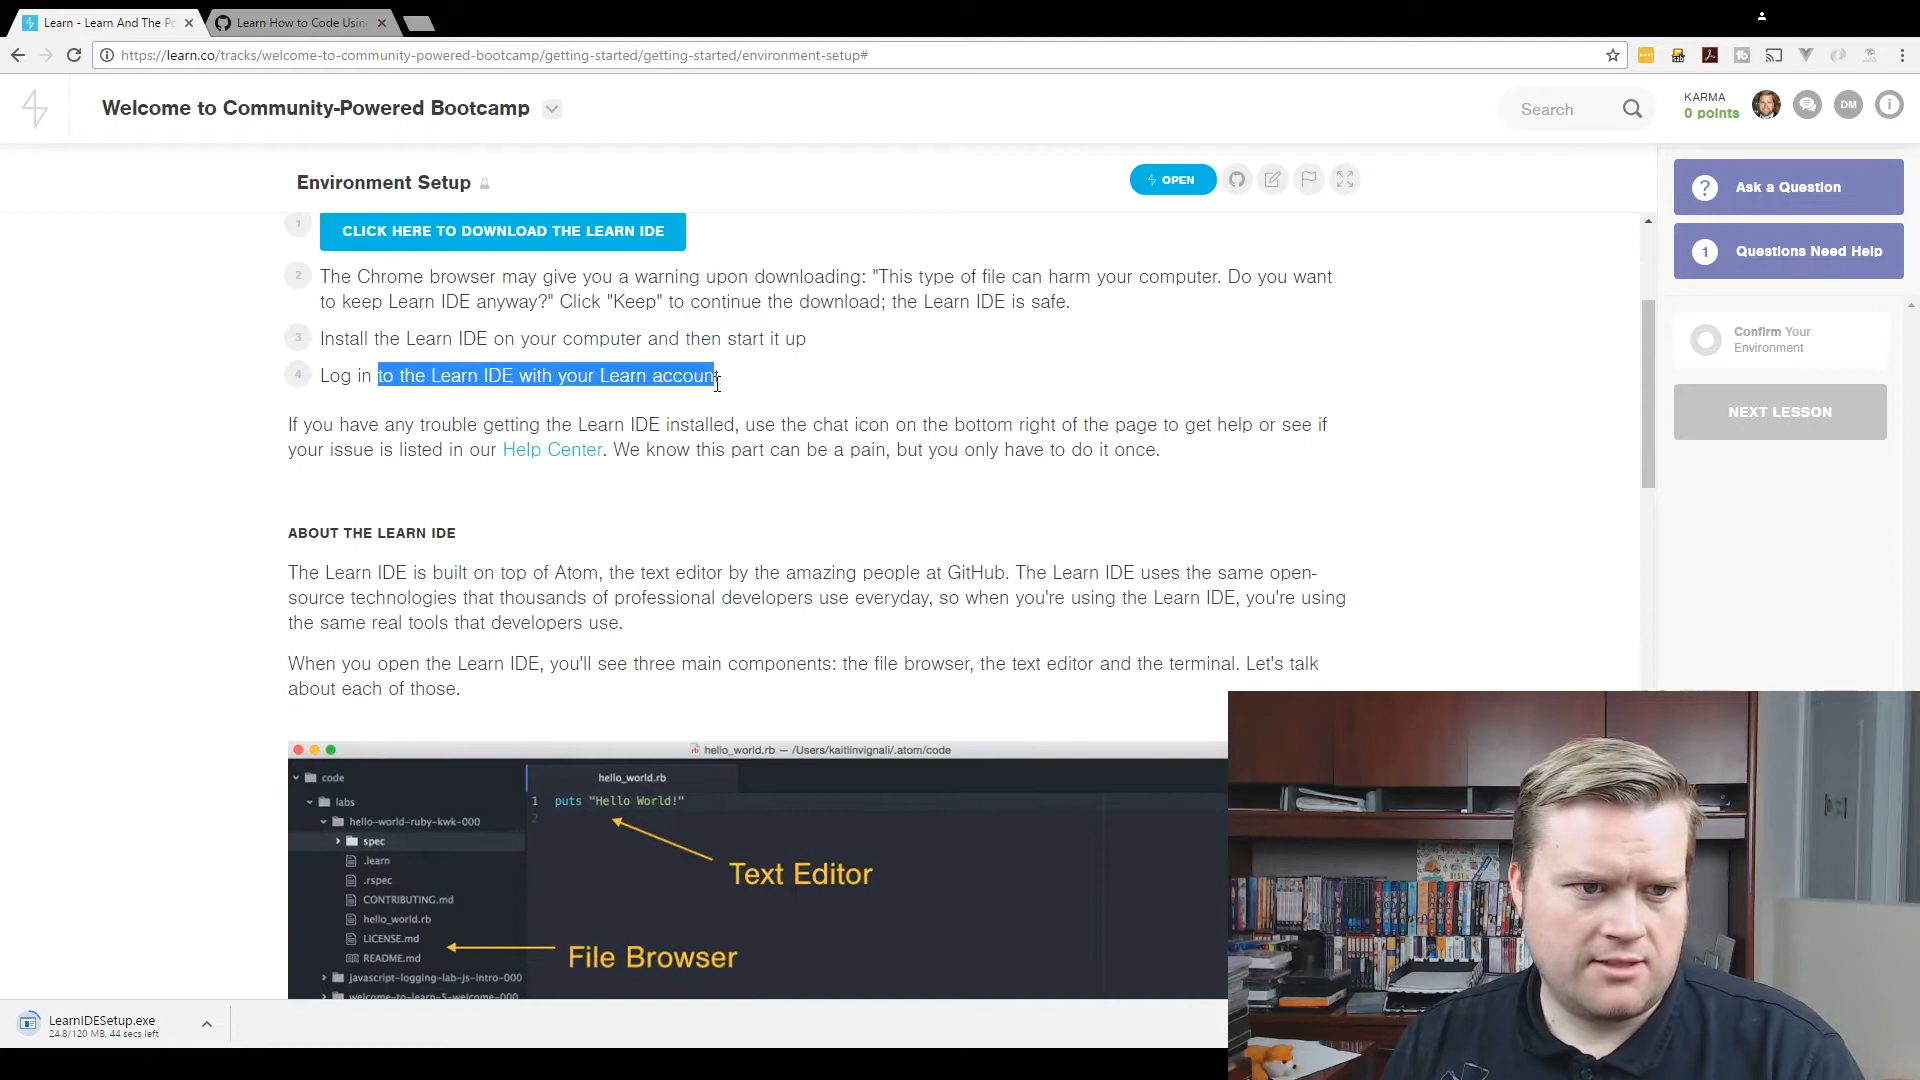 Learn - Learn And The Po
Learn How to Code Using
https://learn.co/tracks/welcome-to-community-powered-bootcamp/getting-started/getting-started/environment-setup#
Welcome to Community-Powered Bootcamp
Search
KARMA
0 points
DM
Environment Setup
OPEN
Ask a Question
1 Questions Need Help
Confirm Your
Environment
NEXT LESSON
1 CLICK HERE TO DOWNLOAD THE LEARN IDE
2 The Chrome browser may give you a warning upon downloading: "This type of file can harm your computer. Do you want
to keep Learn IDE anyway?" Click "Keep" to continue the download; the Learn IDE is safe.
3 Install the Learn IDE on your computer and then start it up
4 Log in to the Learn IDE with your Learn account
If you have any trouble getting the Learn IDE installed, use the chat icon on the bottom right of the page to get help or see if
your issue is listed in our Help Center. We know this part can be a pain, but you only have to do it once.
ABOUT THE LEARN IDE
The Learn IDE is built on top of Atom, the text editor by the amazing people at GitHub. The Learn IDE uses the same open-
source technologies that thousands of professional developers use everyday, so when you're using the Learn IDE, you're using
the same real tools that developers use.
When you open the Learn IDE, you'll see three main components: the file browser, the text editor and the terminal. Let's talk
about each of those.
hello_world.rb — /Users/kaitlinvignali/.atom/code
code
labs
hello-world-ruby-kwk-000
spec
.learn
.rspec
CONTRIBUTING.md
hello_world.rb
LICENSE.md
README.md
javascript-logging-lab-js-intro-000
welcome-to-learn-5-welcome-000
hello_world.rb
1 puts "Hello World!"
2
Text Editor
File Browser
LearnIDESetup.exe
24.8/120 MB, 44 secs left